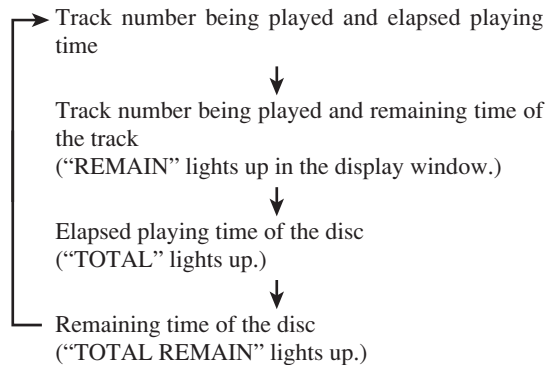 Track number being played and elapsed playing
time
Track number being played and remaining time of
the track
(“REMAIN” lights up in the display window.)
Elapsed playing time of the disc
(“TOTAL” lights up.)
Remaining time of the disc
(“TOTAL REMAIN” lights up.)